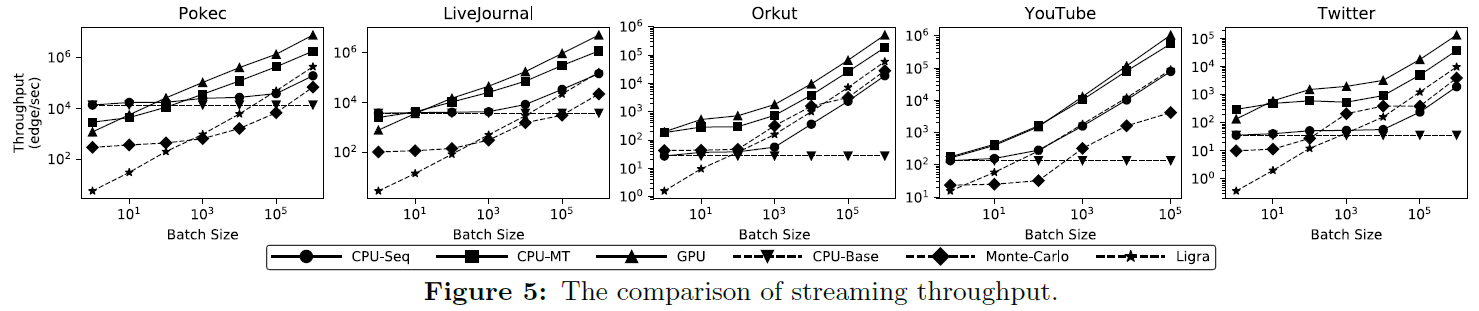 Pokec LiveJournal Orkut YouTube Twitter
Throughput
(edge/sec)
10^6
10^4
10^2
10^1 10^3 10^5
Batch Size
10^6
10^4
10^2
10^1 10^3 10^5
Batch Size
10^6
10^5
10^4
10^3
10^2
10^1
10^0
10^1 10^3 10^5
Batch Size
10^6
10^5
10^4
10^3
10^2
10^1
10^1 10^3 10^5
Batch Size
10^5
10^4
10^3
10^2
10^1
10^0
10^1 10^3 10^5
Batch Size
CPU-Seq CPU-MT GPU CPU-Base Monte-Carlo Ligra
Figure 5: The comparison of streaming throughput.